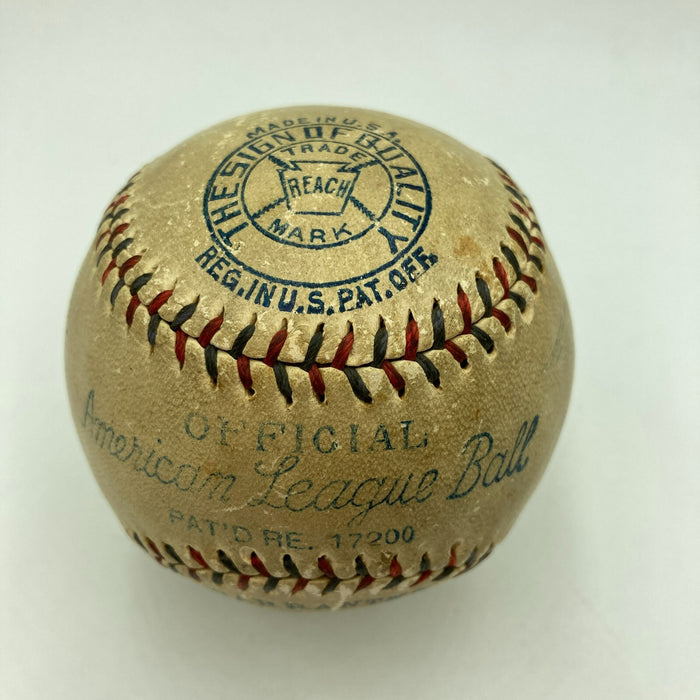 MADE IN U.S.A.
THE SIGN OF QUALITY
TRADE
REACH
MARK
REG. IN U.S. PAT. OFF.
OFFICIAL
American League Ball
PAT'D RE. 17200